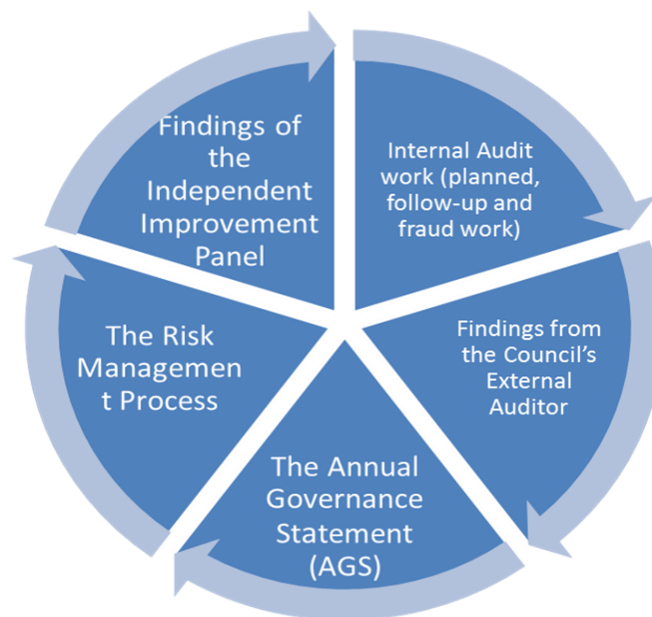 Findings of
the
Independent
Improvement
Panel
Internal Audit
work (planned,
follow-up and
fraud work)
The Risk
Managemen
t Process
Findings from
the Council's
External
Auditor
The Annual
Governance
Statement
(AGS)